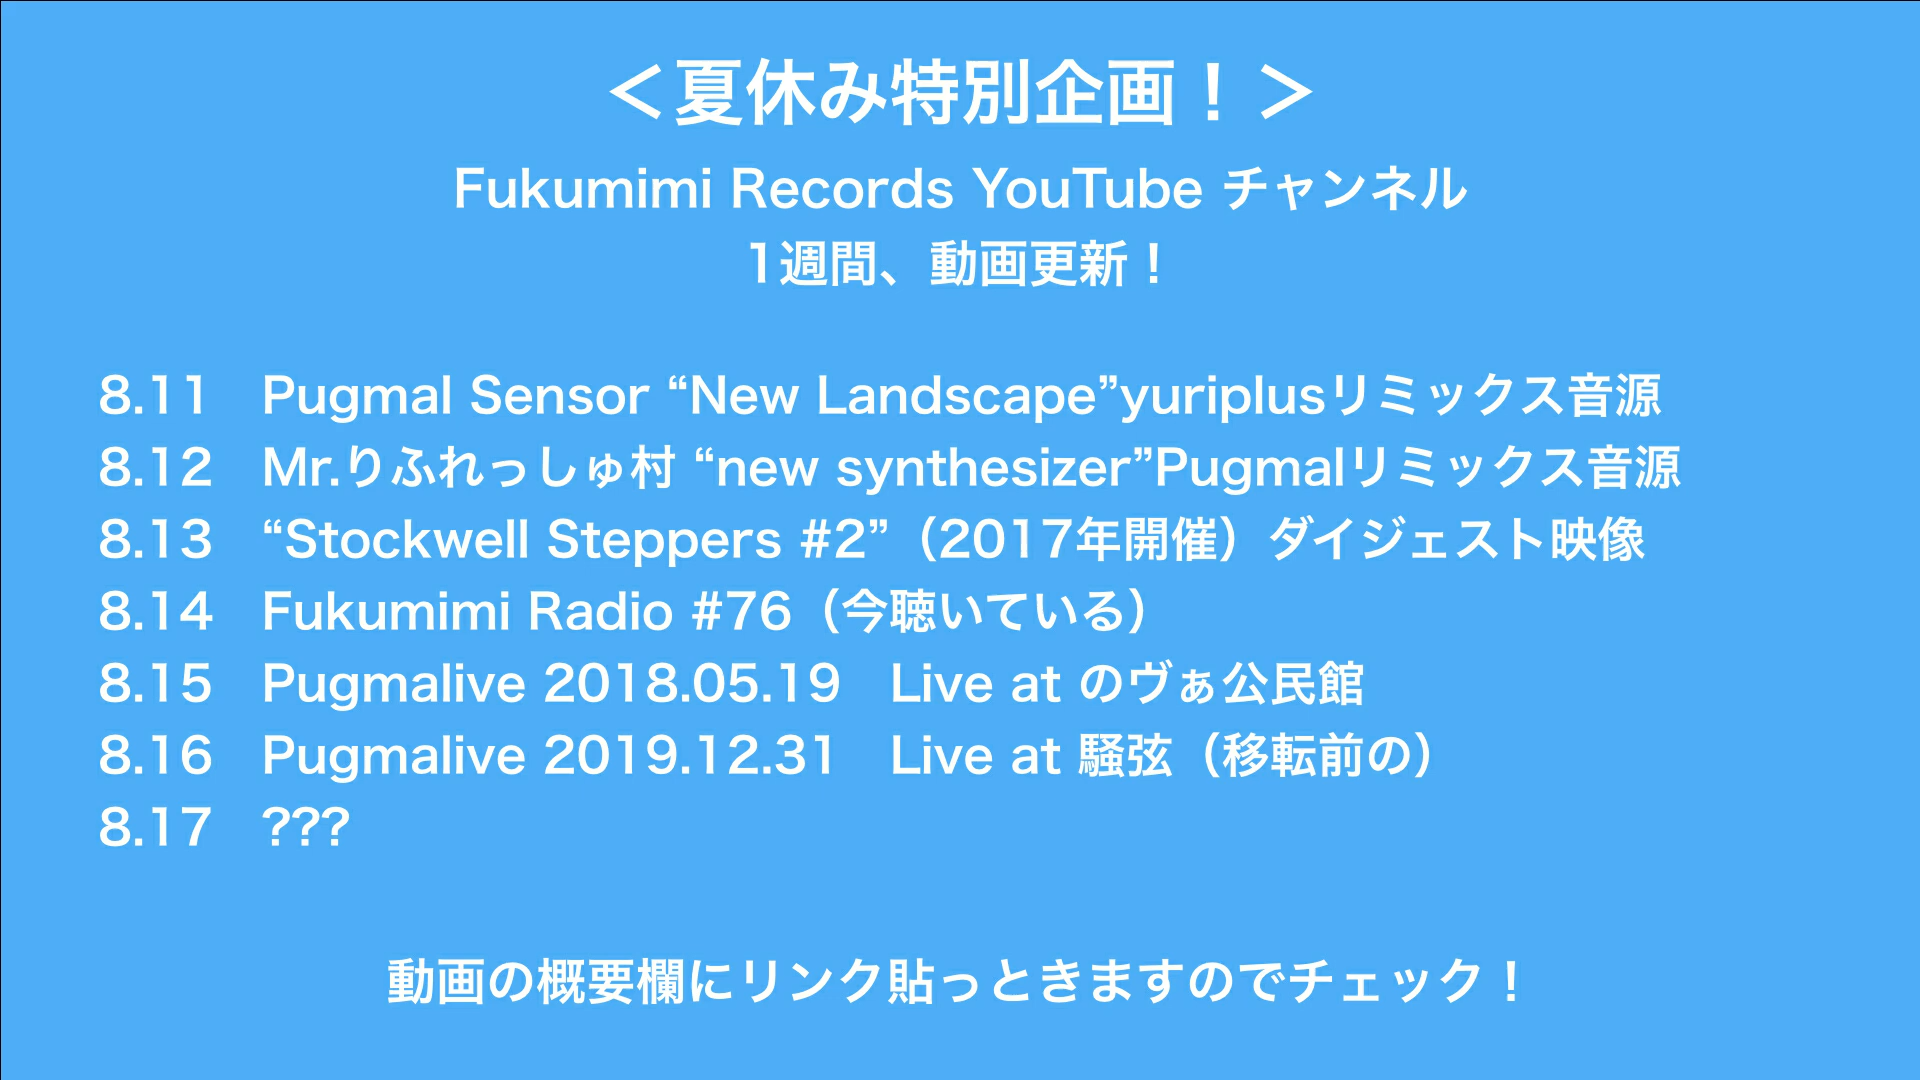 ＜夏休み特別企画！＞
Fukumimi Records YouTube チャンネル
1週間、動画更新！
8.11　Pugmal Sensor “New Landscape”yuriplusリミックス音源
8.12　Mr.りふれっしゅ村 “new synthesizer”Pugmalリミックス音源
8.13　“Stockwell Steppers #2”（2017年開催）ダイジェスト映像
8.14　Fukumimi Radio #76（今聴いている）
8.15　Pugmalive 2018.05.19　Live at のヴぁ公民館
8.16　Pugmalive 2019.12.31　Live at 騒弦（移転前の）
8.17　???
動画の概要欄にリンク貼っときますのでチェック！